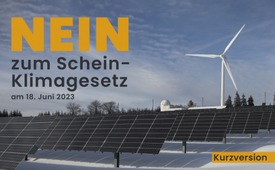 NEIN
zum Schein-
Klimagesetz
am 18. Juni 2023
Kurzversion